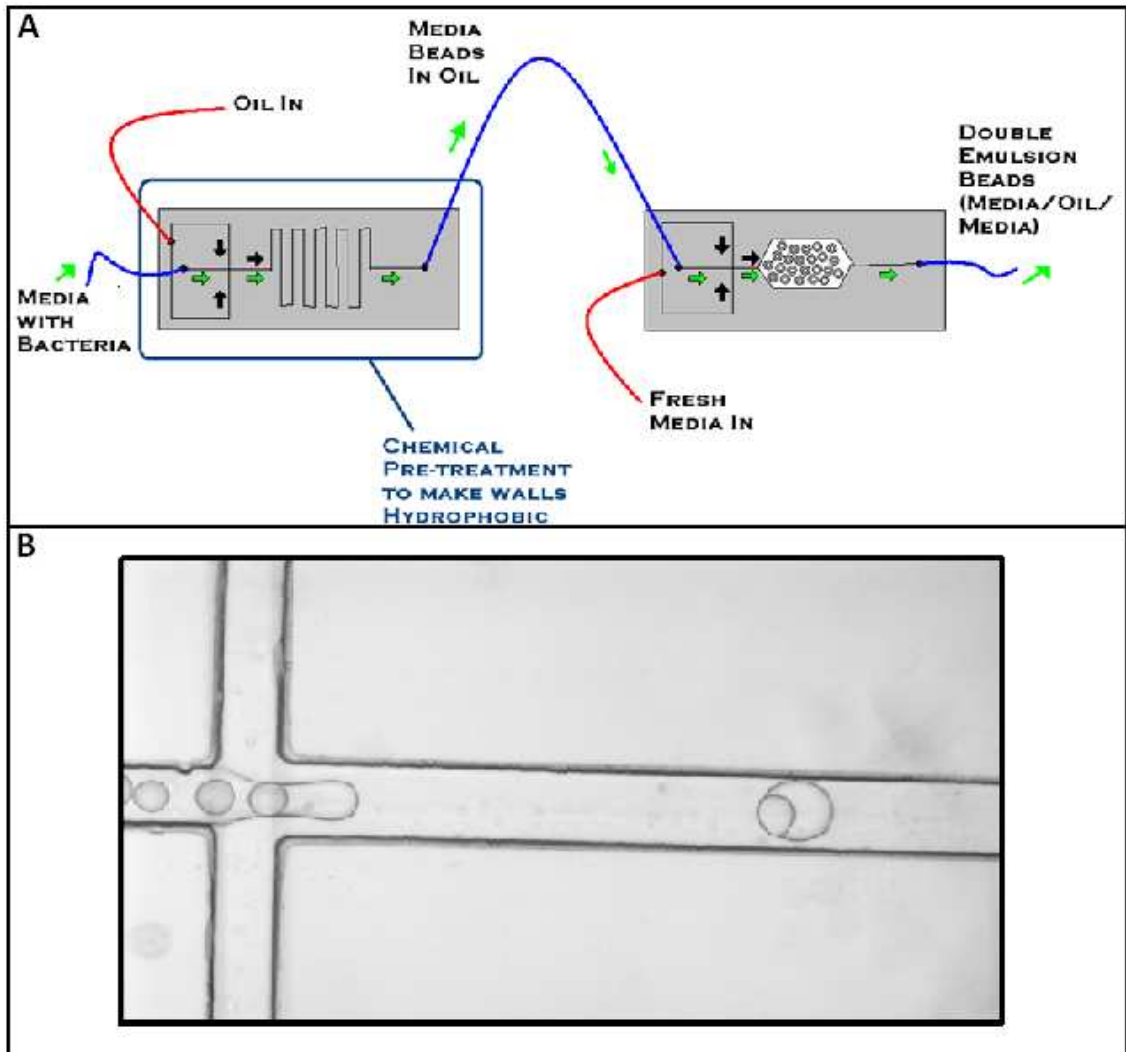 A
MEDIA
BEADS
IN OIL
OIL IN
DOUBLE
EMULSION
BEADS
(MEDIA/OIL/
MEDIA)
MEDIA
WITH
BACTERIA
FRESH
MEDIA IN
CHEMICAL
PRE-TREATMENT
TO MAKE WALLS
HYDROPHOBIC
B